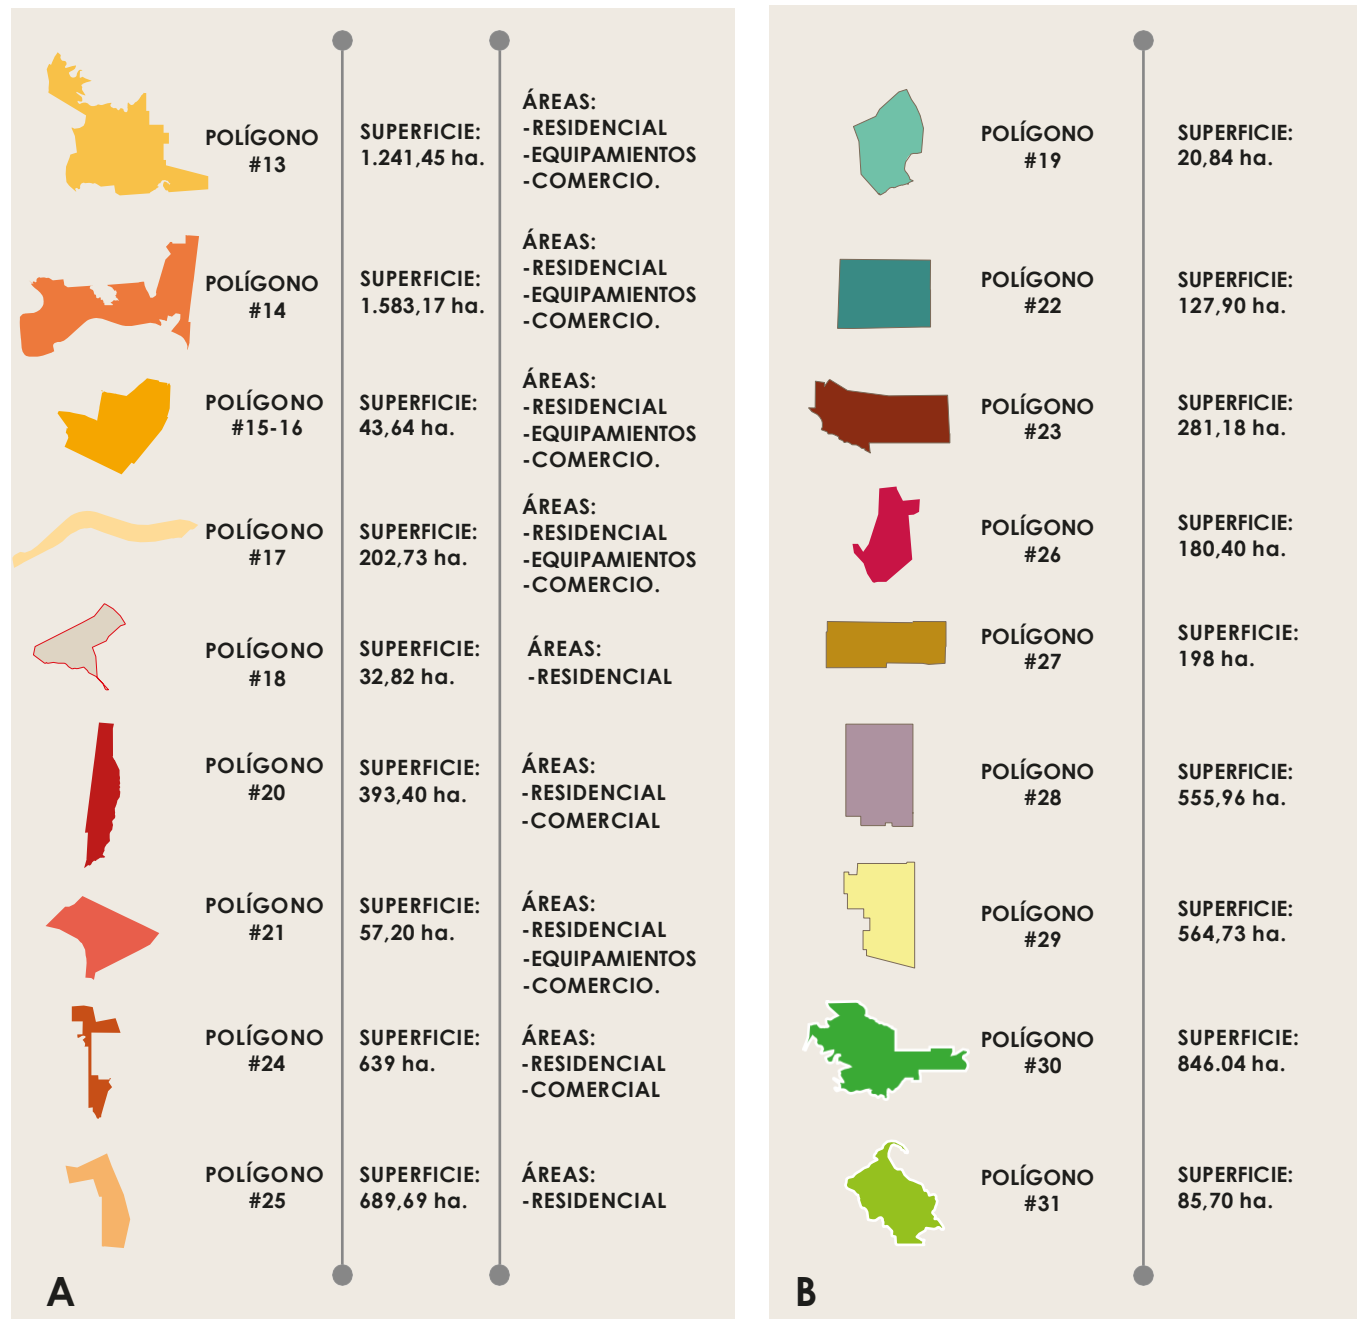 POLÍGONO
#13
SUPERFICIE:
1.241,45 ha.
ÁREAS:
-RESIDENCIAL
-EQUIPAMIENTOS
-COMERCIO.
POLÍGONO
#14
SUPERFICIE:
1.583,17 ha.
ÁREAS:
-RESIDENCIAL
-EQUIPAMIENTOS
-COMERCIO.
POLÍGONO
#15-16
SUPERFICIE:
43,64 ha.
ÁREAS:
-RESIDENCIAL
-EQUIPAMIENTOS
-COMERCIO.
POLÍGONO
#17
SUPERFICIE:
202,73 ha.
ÁREAS:
-RESIDENCIAL
-EQUIPAMIENTOS
-COMERCIO.
POLÍGONO
#18
SUPERFICIE:
32,82 ha.
ÁREAS:
-RESIDENCIAL
POLÍGONO
#20
SUPERFICIE:
393,40 ha.
ÁREAS:
-RESIDENCIAL
-COMERCIAL
POLÍGONO
#21
SUPERFICIE:
57,20 ha.
ÁREAS:
-RESIDENCIAL
-EQUIPAMIENTOS
-COMERCIO.
POLÍGONO
#24
SUPERFICIE:
639 ha.
ÁREAS:
-RESIDENCIAL
-COMERCIAL
POLÍGONO
#25
SUPERFICIE:
689,69 ha.
ÁREAS:
-RESIDENCIAL
A
POLÍGONO
#19
SUPERFICIE:
20,84 ha.
POLÍGONO
#22
SUPERFICIE:
127,90 ha.
POLÍGONO
#23
SUPERFICIE:
281,18 ha.
POLÍGONO
#26
SUPERFICIE:
180,40 ha.
POLÍGONO
#27
SUPERFICIE:
198 ha.
POLÍGONO
#28
SUPERFICIE:
555,96 ha.
POLÍGONO
#29
SUPERFICIE:
564,73 ha.
POLÍGONO
#30
SUPERFICIE:
846.04 ha.
POLÍGONO
#31
SUPERFICIE:
85,70 ha.
B